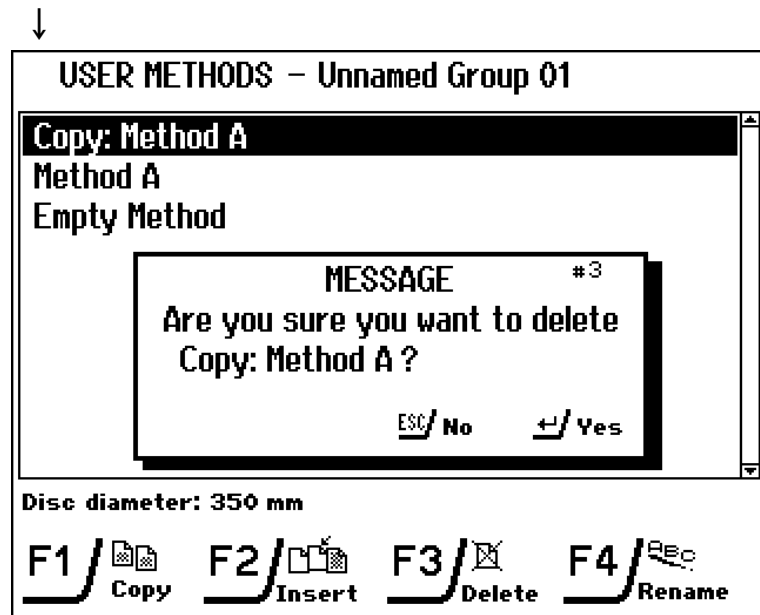 ↓
USER METHODS – Unnamed Group 01
Copy: Method A
Method A
Empty Method
MESSAGE #3
Are you sure you want to delete
Copy: Method A ?
ESC No ↵ Yes
Disc diameter: 350 mm
F1 Copy F2 Insert F3 Delete F4 ABC Rename